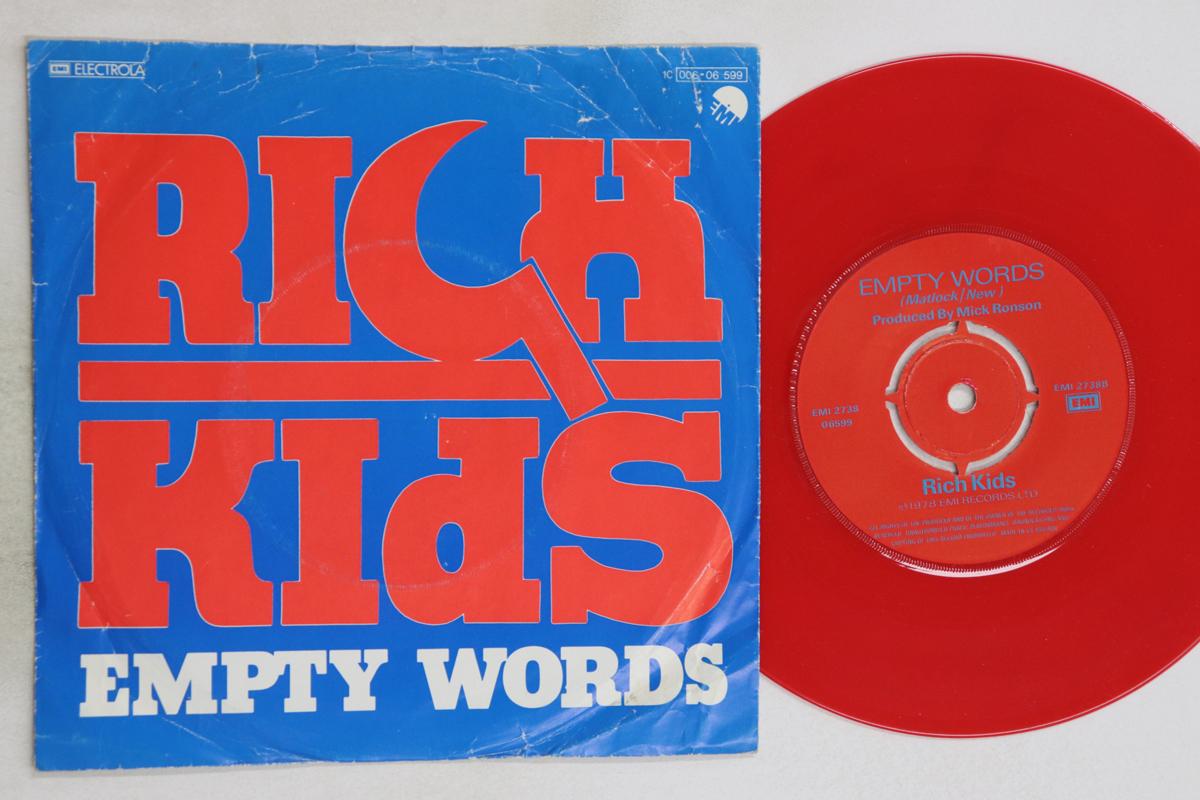 EMI ELECTROLA
1C 006-06 599
EMI
RICH
KIdS
EMPTY WORDS
EMPTY WORDS
(Matlock/New)
Produced By Mick Ronson
EMI 2738
06599
EMI 2738B
EMI
Rich Kids
℗1978 EMI RECORDS LTD